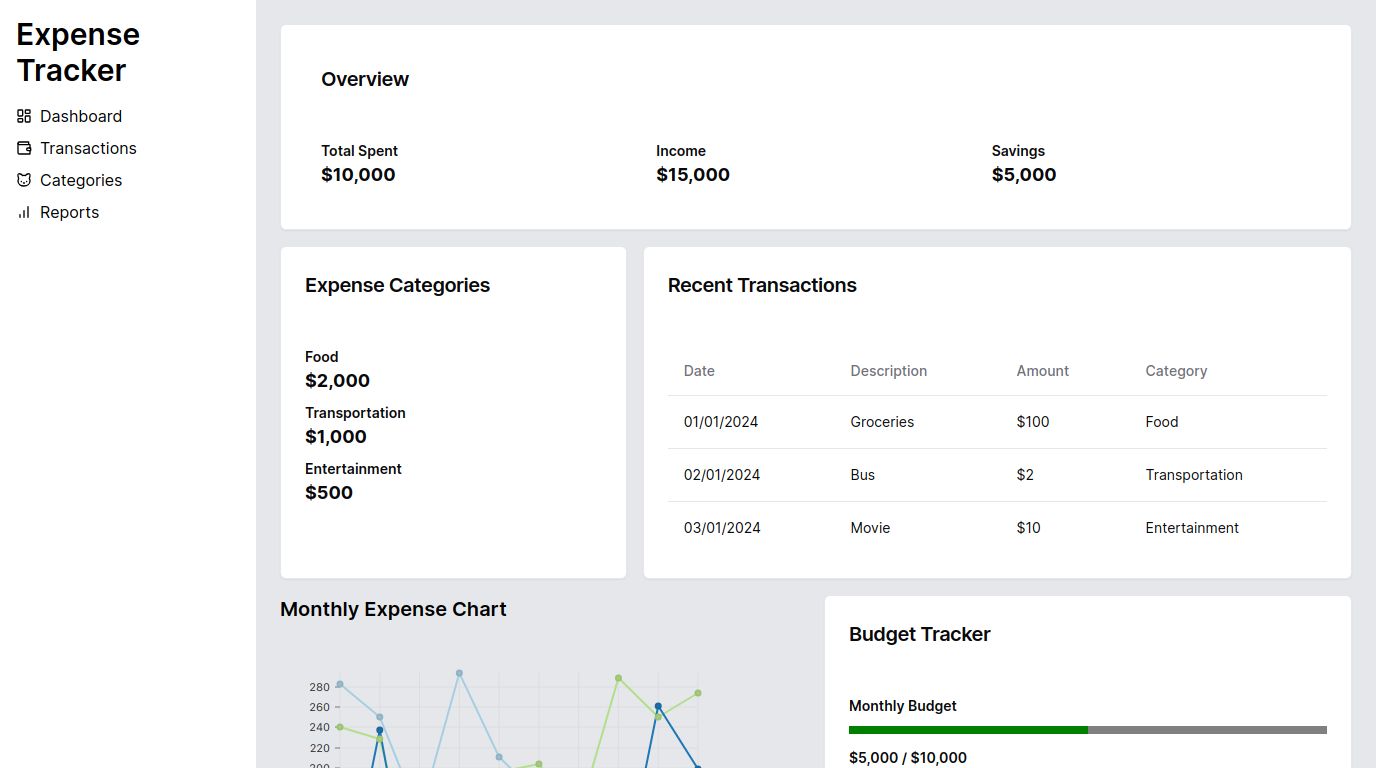 Expense
Tracker
Dashboard
Transactions
Categories
Reports
Overview
Total Spent
$10,000
Income
$15,000
Savings
$5,000
Expense Categories
Food
$2,000
Transportation
$1,000
Entertainment
$500
Recent Transactions
Date Description Amount Category
01/01/2024 Groceries $100 Food
02/01/2024 Bus $2 Transportation
03/01/2024 Movie $10 Entertainment
Monthly Expense Chart
280
260
240
220
200
Budget Tracker
Monthly Budget
$5,000 / $10,000